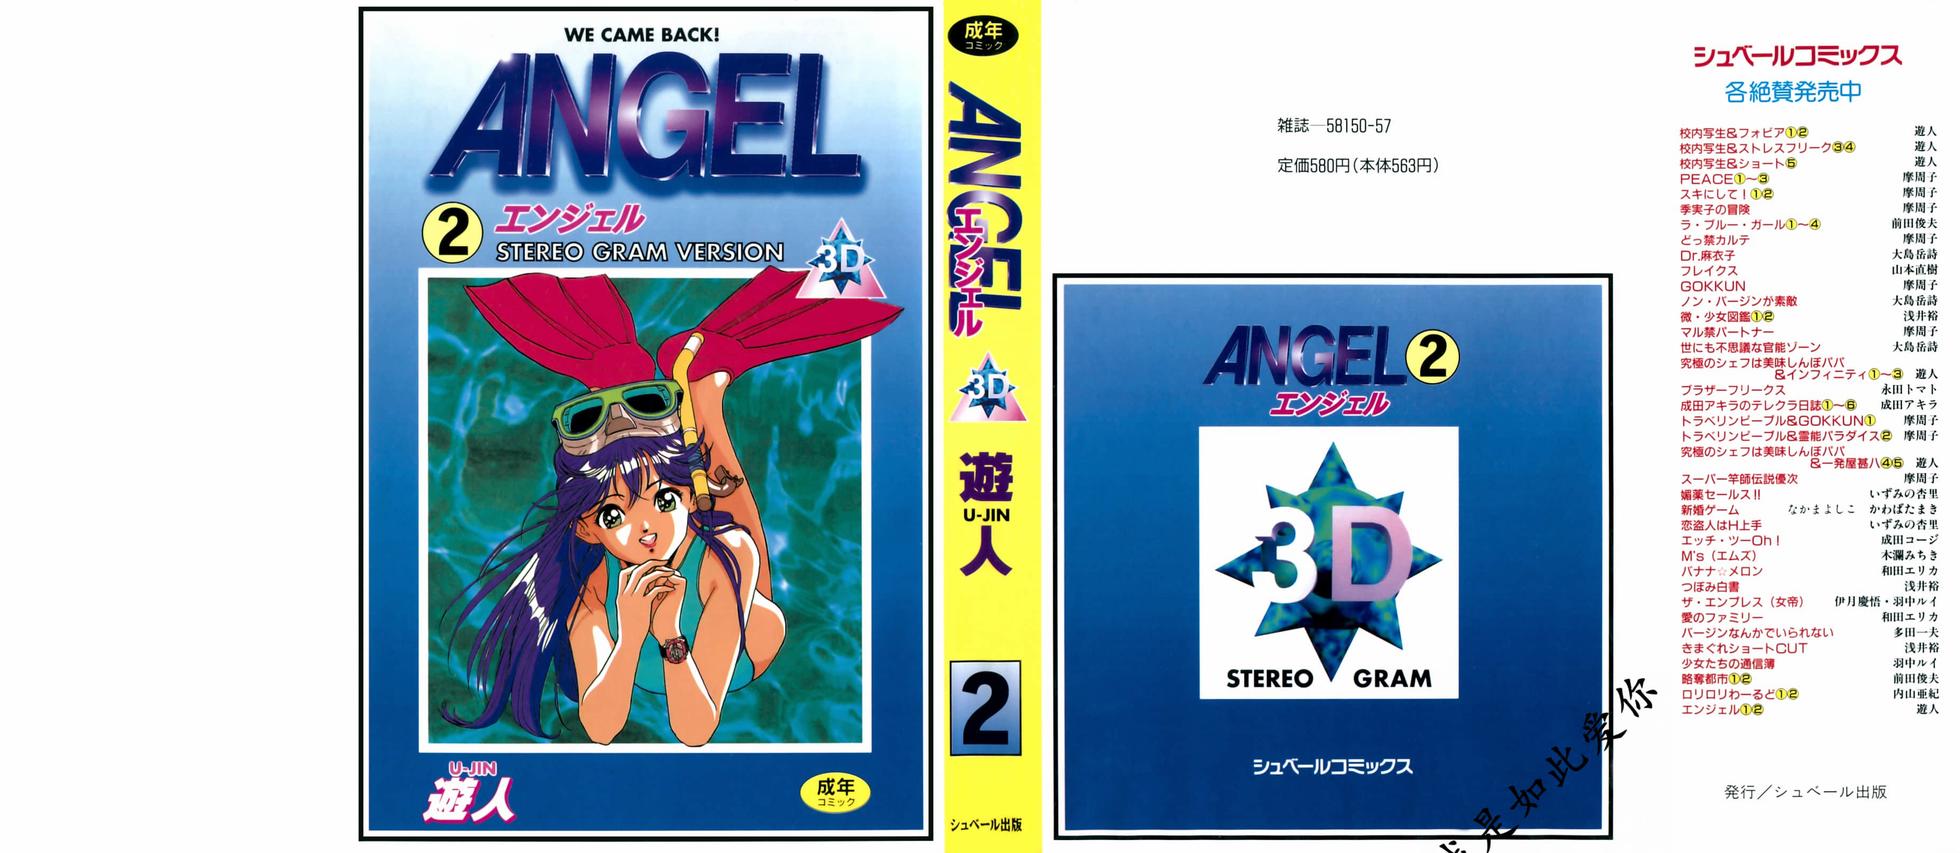 WE CAME BACK!
ANGEL
2
エンジェル
STEREO GRAM VERSION
3D
U-JIN
遊人
成年
コミック
成年
コミック
ANGEL
エンジェル
3D
遊人
U-JIN
2
シュベール出版
雑誌―58150-57
定価580円(本体563円)
ANGEL 2
エンジェル
3D
STEREO GRAM
シュベールコミックス
是如此爱你
シュベールコミックス
各絶賛発売中
校内写生&フォビア①② 遊人
校内写生&ストレスフリーク③④ 遊人
校内写生&ショート⑤ 遊人
PEACE①〜③ 摩周子
スキにして!①② 摩周子
季実子の冒険 摩周子
ラ・ブルー・ガール①〜④ 前田俊夫
どっ禁カルテ 摩周子
Dr.麻衣子 大島岳詩
フレイクス 山本直樹
GOKKUN 摩周子
ノン・バージンが素敵 大島岳詩
微・少女図鑑①② 浅井裕
マル禁パートナー 摩周子
世にも不思議な官能ゾーン 大島岳詩
究極のシェフは美味しんぼパパ
&インフィニティ①〜③ 遊人
ブラザーフリークス 永田トマト
成田アキラのテレクラ日誌①〜⑥ 成田アキラ
トラベリンピープル&GOKKUN① 摩周子
トラベリンピープル&霊能パラダイス② 摩周子
究極のシェフは美味しんぼパパ
&一発屋甚八④⑤ 遊人
スーパー竿師伝説優次 摩周子
媚薬セールス!! いずみの杏里
新婚ゲーム なかまよしこ かわばたまき
恋盗人はH上手 いずみの杏里
エッチ・ツーOh! 成田コージ
M's(エムズ) 木瀾みちき
バナナ☆メロン 和田エリカ
つぼみ白書 浅井裕
ザ・エンプレス(女帝) 伊月慶悟・羽中ルイ
愛のファミリー 和田エリカ
バージンなんかでいられない 多田一夫
きまぐれショートCUT 浅井裕
少女たちの通信簿 羽中ルイ
略奪都市①② 前田俊夫
ロリロリわーるど①② 内山亜紀
エンジェル①② 遊人
発行/シュベール出版